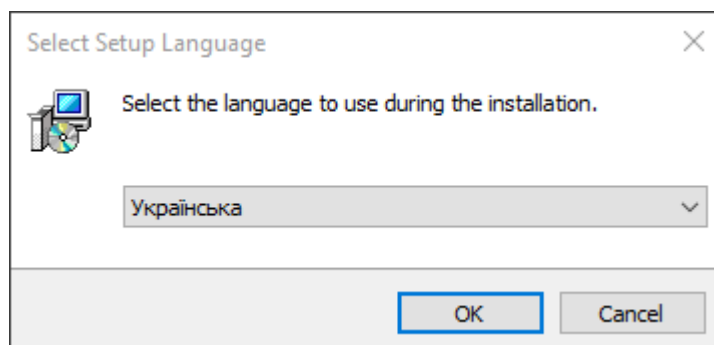 Select Setup Language
Select the language to use during the installation.
Українська
OK
Cancel